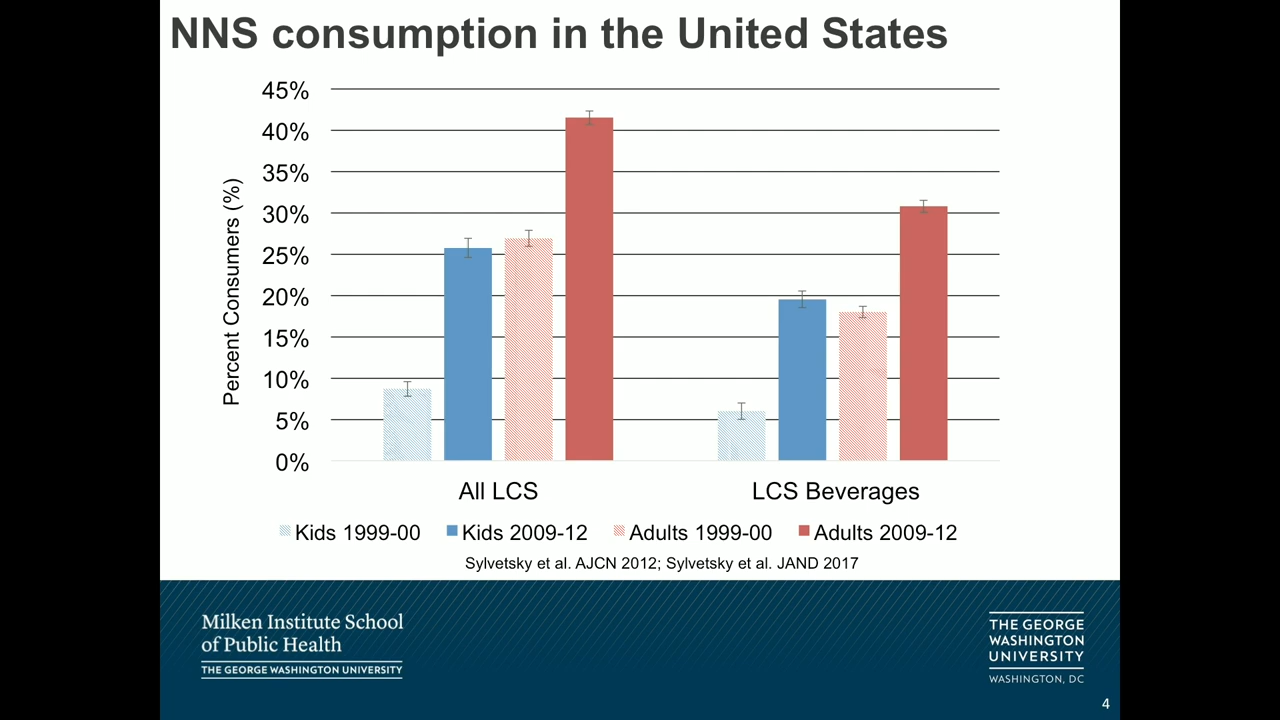 NNS consumption in the United States
45%
40%
35%
30%
25%
20%
15%
10%
5%
0%
Percent Consumers (%)
All LCS
LCS Beverages
Kids 1999-00
Kids 2009-12
Adults 1999-00
Adults 2009-12
Sylvetsky et al. AJCN 2012; Sylvetsky et al. JAND 2017
Milken Institute School
of Public Health
THE GEORGE WASHINGTON UNIVERSITY
THE GEORGE
WASHINGTON
UNIVERSITY
WASHINGTON, DC
4